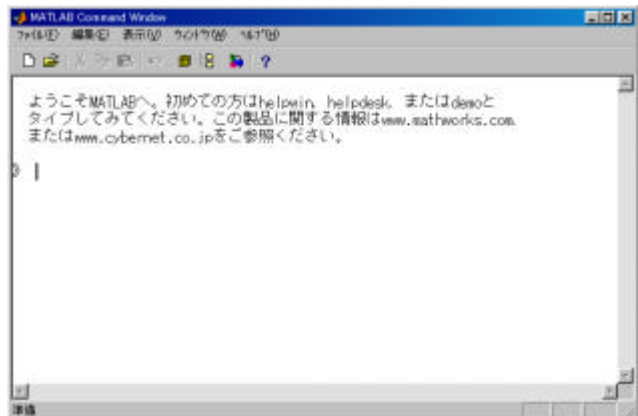 MATLAB Command Window
ファイル(F) 編集(E) 表示(V) ウィンドウ(W) ヘルプ(H)
ようこそMATLABへ。初めての方はhelpwin、helpdesk、またはdemoと
タイプしてみてください。この製品に関する情報はwww.mathworks.com、
またはwww.cybernet.co.jpをご参照ください。
準備